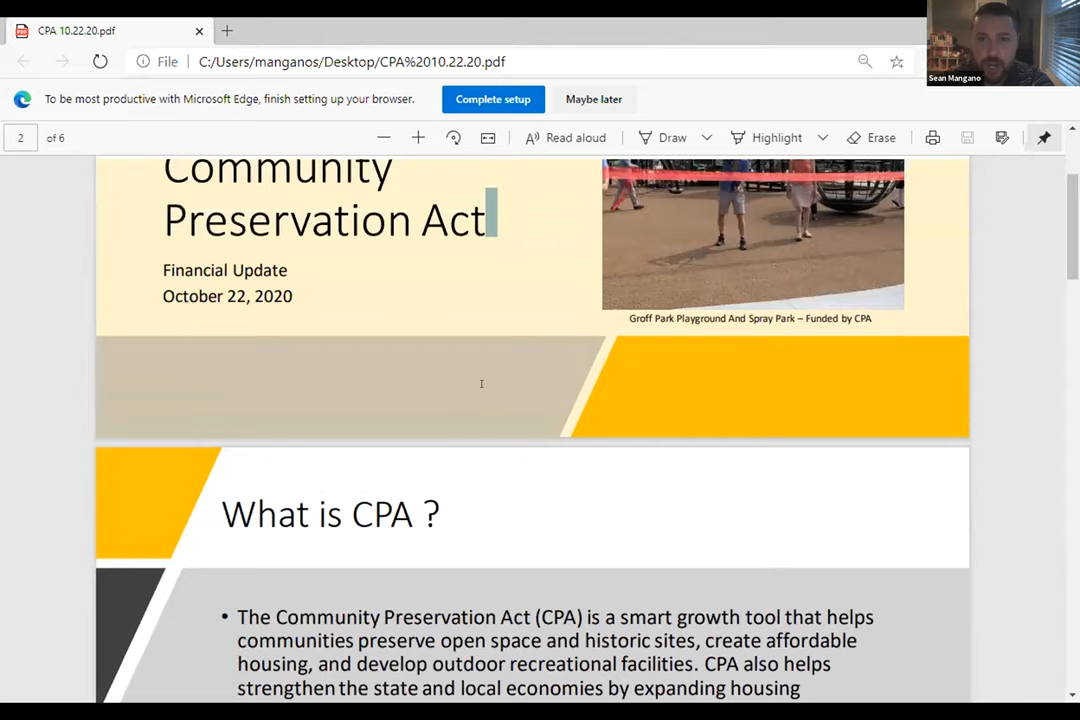 CPA 10.22.20.pdf
File C:/Users/manganos/Desktop/CPA%2010.22.20.pdf
Sean Mangano
To be most productive with Microsoft Edge, finish setting up your browser. Complete setup Maybe later
2 of 6 Read aloud Draw Highlight Erase
Community
Preservation Act
Financial Update
October 22, 2020
Groff Park Playground And Spray Park – Funded by CPA
What is CPA ?
• The Community Preservation Act (CPA) is a smart growth tool that helps
communities preserve open space and historic sites, create affordable
housing, and develop outdoor recreational facilities. CPA also helps
strengthen the state and local economies by expanding housing